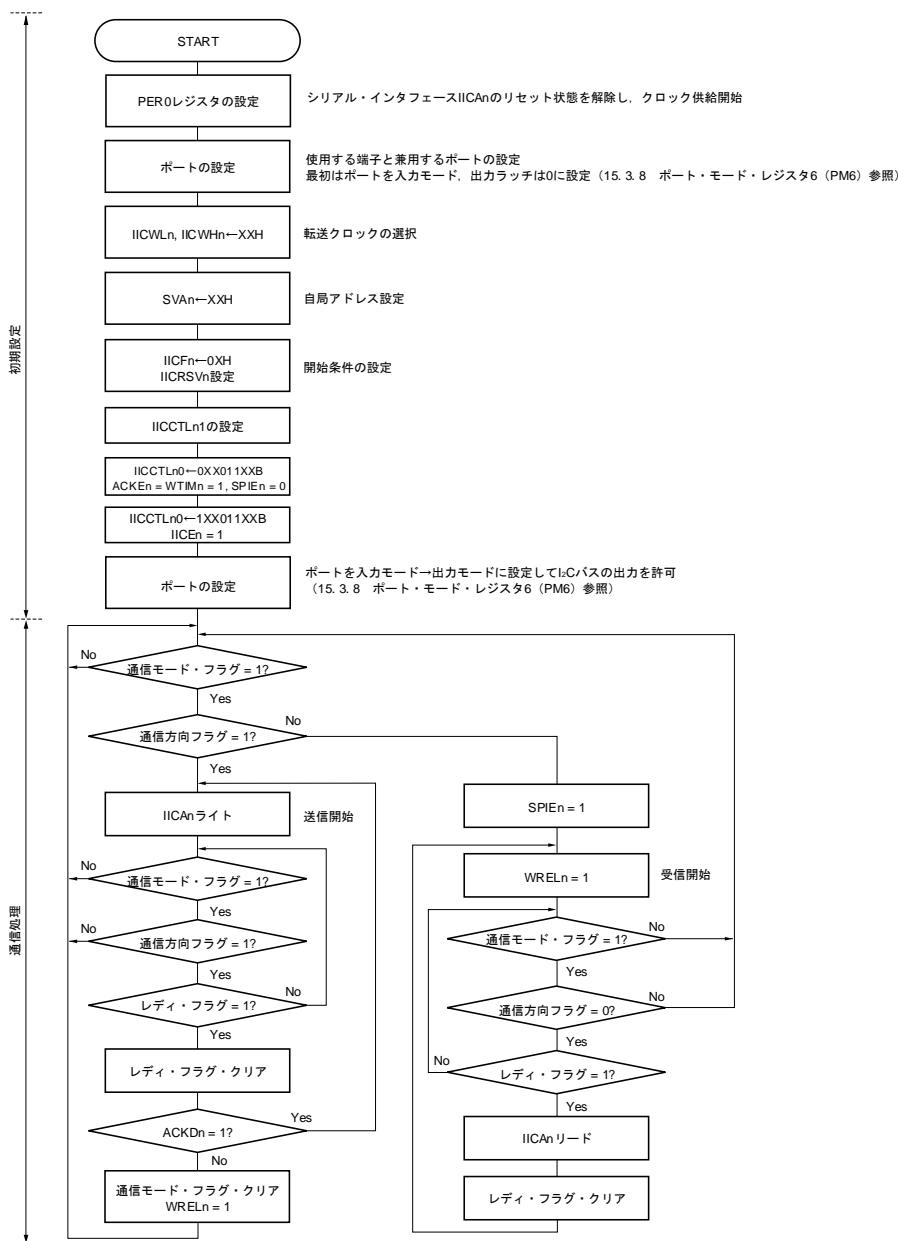 START
PER0レジスタの設定
シリアル・インタフェースIICAnのリセット状態を解除し，クロック供給開始
ポートの設定
使用する端子と兼用するポートの設定
最初はポートを入力モード，出力ラッチは0に設定（15. 3. 8 ポート・モード・レジスタ6（PM6）参照）
IICWLn, IICWHn←XXH
転送クロックの選択
SVAn←XXH
自局アドレス設定
IICFn←0XH
IICRSVn設定
開始条件の設定
初期設定
IICCTLn1の設定
IICCTLn0←0XX011XXB
ACKEn = WTIMn = 1, SPIEn = 0
IICCTLn0←1XX011XXB
IICEn = 1
ポートの設定
ポートを入力モード→出力モードに設定してI2Cバスの出力を許可
（15. 3. 8 ポート・モード・レジスタ6（PM6）参照）
No
通信モード・フラグ = 1?
Yes
No
通信方向フラグ = 1?
Yes
IICAnライト
送信開始
No
通信モード・フラグ = 1?
Yes
No
通信方向フラグ = 1?
Yes
No
レディ・フラグ = 1?
Yes
レディ・フラグ・クリア
Yes
ACKDn = 1?
No
通信モード・フラグ・クリア
WRELn = 1
通信処理
SPIEn = 1
WRELn = 1
受信開始
No
通信モード・フラグ = 1?
Yes
No
通信方向フラグ = 0?
Yes
No
レディ・フラグ = 1?
Yes
IICAnリード
レディ・フラグ・クリア